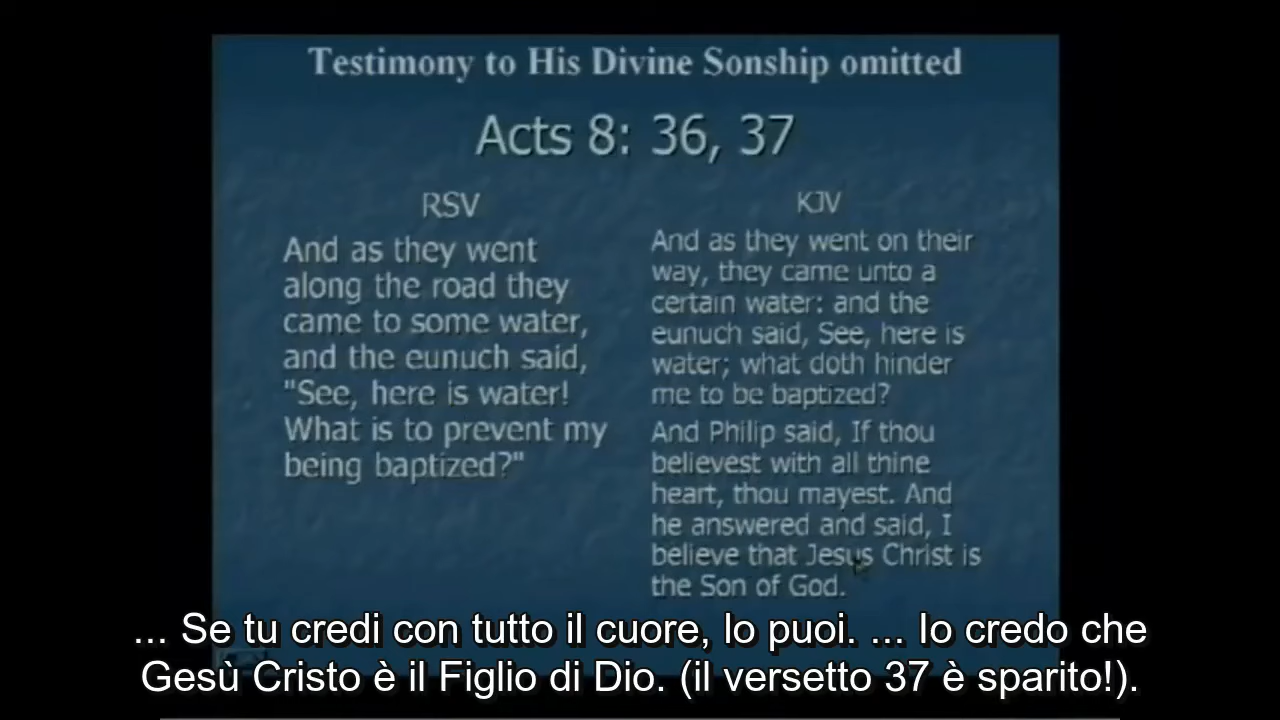 Testimony to His Divine Sonship omitted
Acts 8: 36, 37
RSV
And as they went
along the road they
came to some water,
and the eunuch said,
"See, here is water!
What is to prevent my
being baptized?"
KJV
And as they went on their
way, they came unto a
certain water: and the
eunuch said, See, here is
water; what doth hinder
me to be baptized?
And Philip said, If thou
believest with all thine
heart, thou mayest. And
he answered and said, I
believe that Jesus Christ is
the Son of God.
... Se tu credi con tutto il cuore, lo puoi. ... Io credo che
Gesù Cristo è il Figlio di Dio. (il versetto 37 è sparito!).